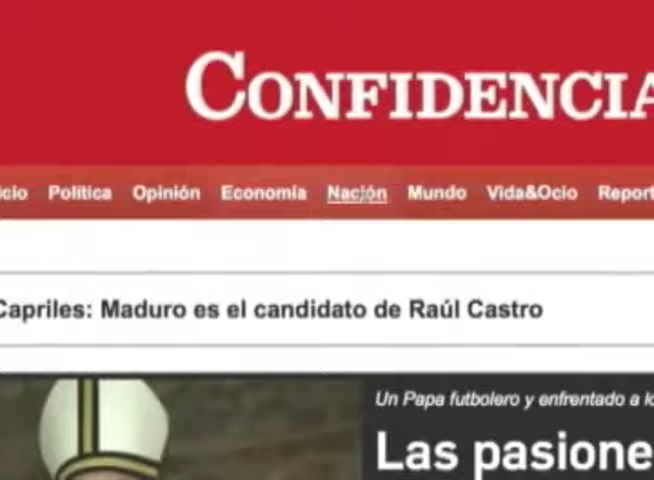 CONFIDENCIA
icio Política Opinión Economía Nación Mundo Vida&Ocio Report
Capriles: Maduro es el candidato de Raúl Castro
Un Papa futbolero y enfrentado a lo
Las pasione